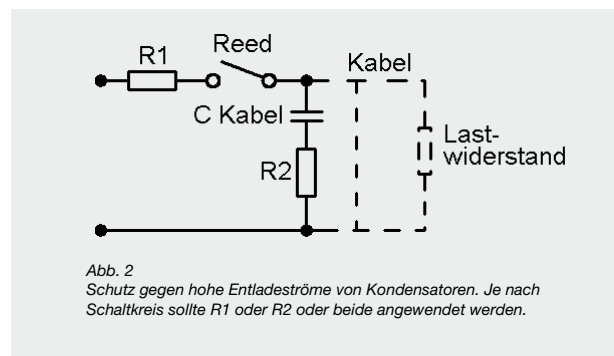 Reed
R1
Kabel
C Kabel
Last-
widerstand
R2
Abb. 2
Schutz gegen hohe Entladeströme von Kondensatoren. Je nach
Schaltkreis sollte R1 oder R2 oder beide angewendet werden.